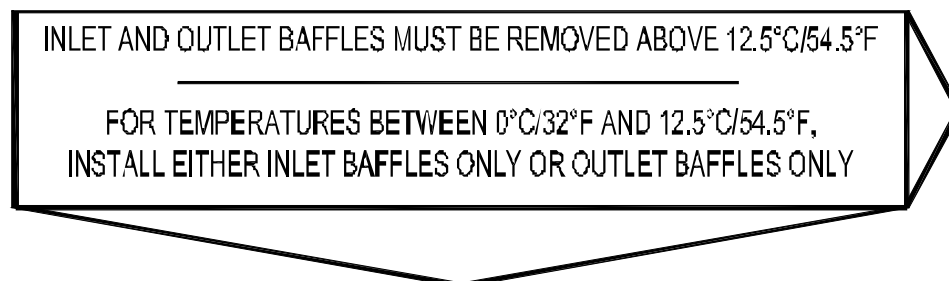 INLET AND OUTLET BAFFLES MUST BE REMOVED ABOVE 12.5°C/54.5°F
FOR TEMPERATURES BETWEEN 0°C/32°F AND 12.5°C/54.5°F,
INSTALL EITHER INLET BAFFLES ONLY OR OUTLET BAFFLES ONLY